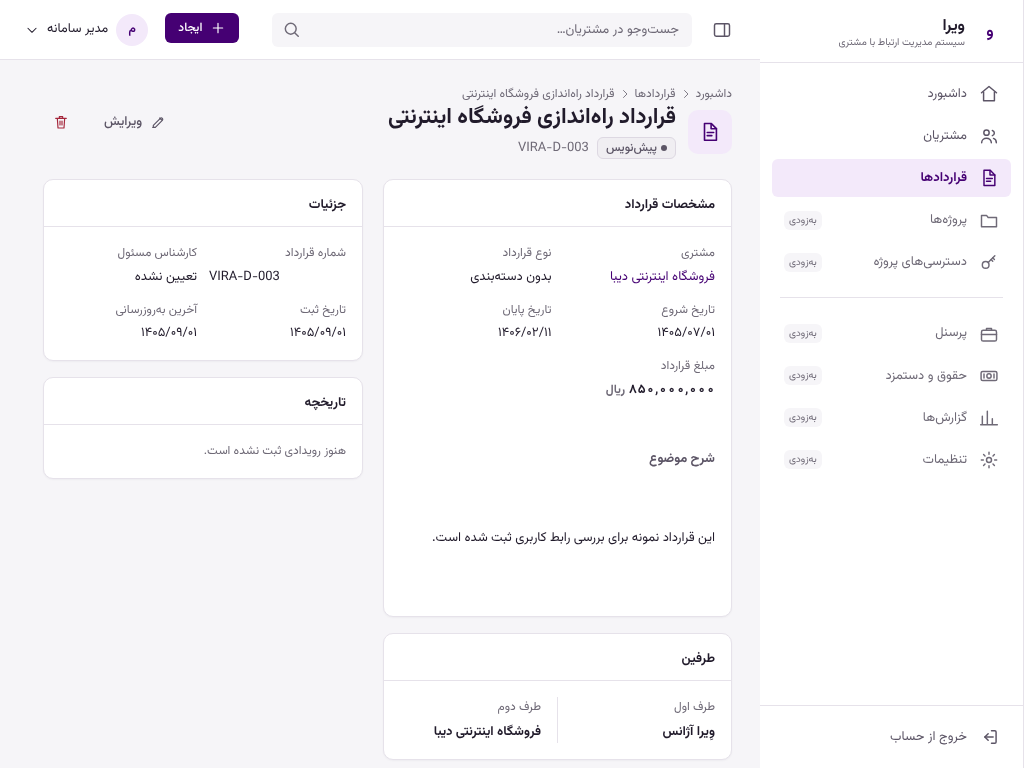 و
ویرا
سیستم مدیریت ارتباط با مشتری
داشبورد
مشتریان
قراردادها
پروژه‌ها به‌زودی
دسترسی‌های پروژه به‌زودی
پرسنل به‌زودی
حقوق و دستمزد به‌زودی
گزارش‌ها به‌زودی
تنظیمات به‌زودی
خروج از حساب
جست‌وجو در مشتریان...
ایجاد
م مدیر سامانه
داشبورد > قراردادها > قرارداد راه‌اندازی فروشگاه اینترنتی
قرارداد راه‌اندازی فروشگاه اینترنتی
پیش‌نویس VIRA-D-003
ویرایش
مشخصات قرارداد
مشتری نوع قرارداد
فروشگاه اینترنتی دیبا بدون دسته‌بندی
تاریخ شروع تاریخ پایان
۱۴۰۵/۰۷/۰۱ ۱۴۰۶/۰۲/۱۱
مبلغ قرارداد
۸۵۰,۰۰۰,۰۰۰ ریال
شرح موضوع
این قرارداد نمونه برای بررسی رابط کاربری ثبت شده است.
طرفین
طرف اول طرف دوم
ویرا آژانس فروشگاه اینترنتی دیبا
جزئیات
شماره قرارداد کارشناس مسئول
VIRA-D-003 تعیین نشده
تاریخ ثبت آخرین به‌روزرسانی
۱۴۰۵/۰۹/۰۱ ۱۴۰۵/۰۹/۰۱
تاریخچه
هنوز رویدادی ثبت نشده است.